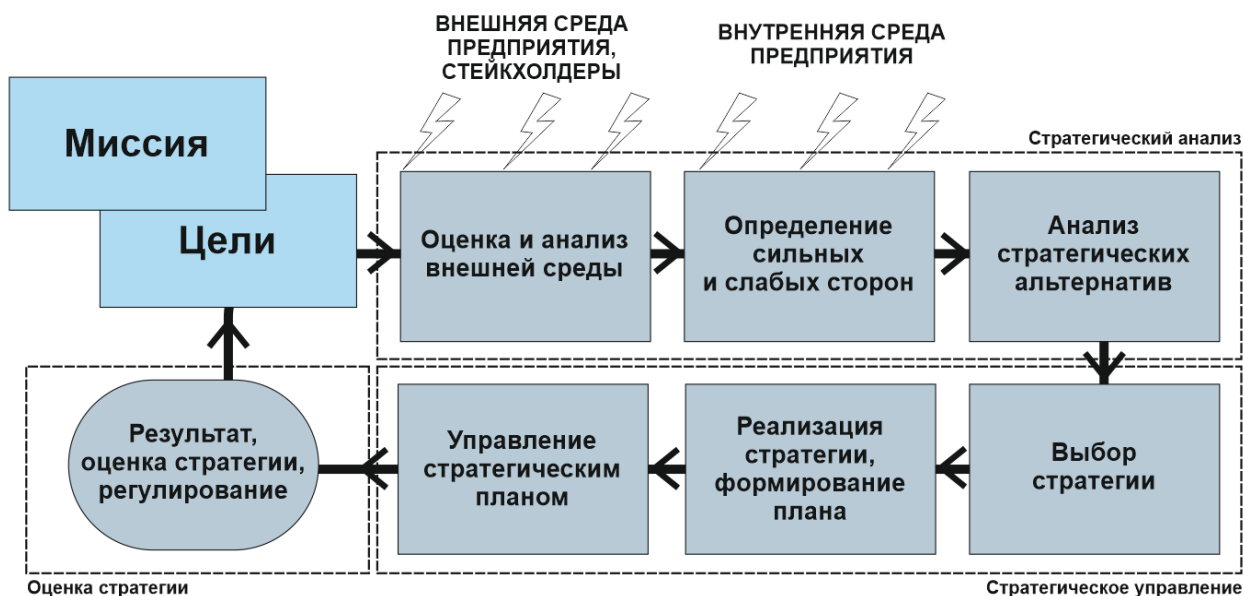 ВНЕШНЯЯ СРЕДА
ПРЕДПРИЯТИЯ,
СТЕЙКХОЛДЕРЫ
ВНУТРЕННЯЯ СРЕДА
ПРЕДПРИЯТИЯ
Стратегический анализ
Миссия
Цели
Оценка и анализ
внешней среды
Определение
сильных
и слабых сторон
Анализ
стратегических
альтернатив
Результат,
оценка стратегии,
регулирование
Управление
стратегическим
планом
Реализация
стратегии,
формирование
плана
Выбор
стратегии
Оценка стратегии
Стратегическое управление